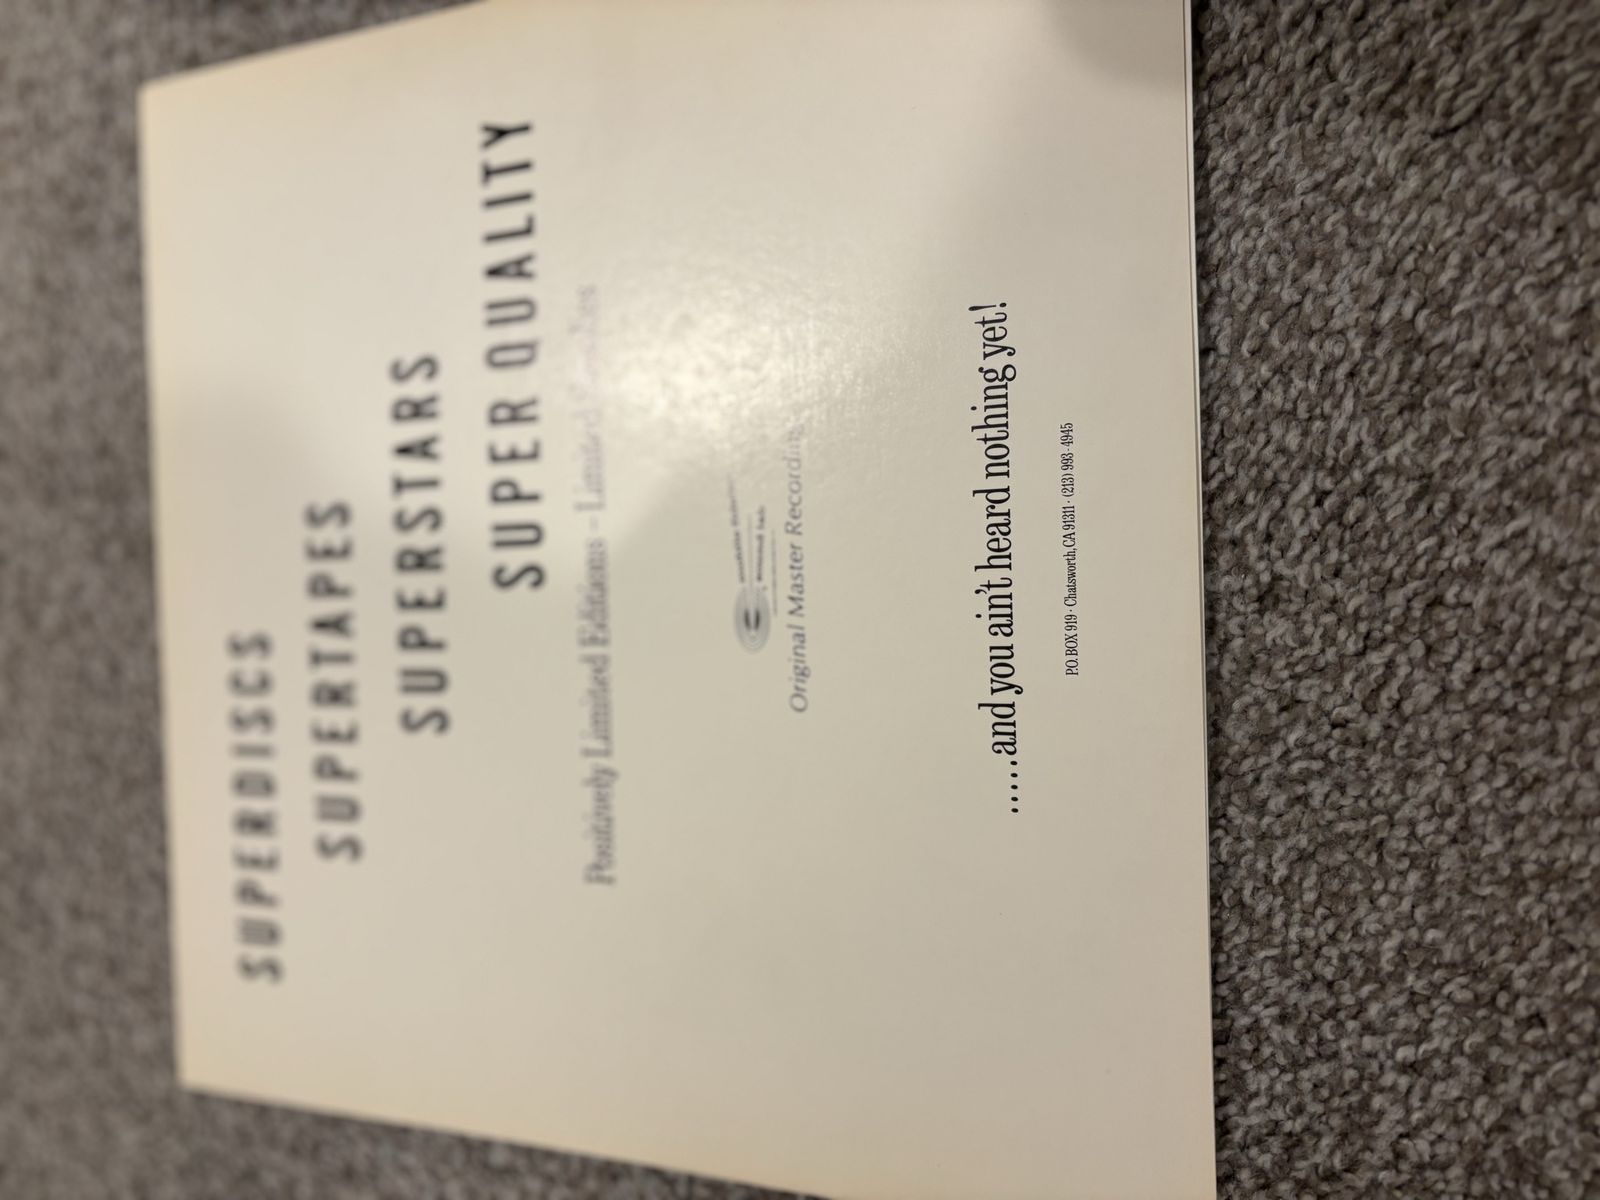 SUPERDISCS
SUPERTAPES
SUPERSTARS
SUPER QUALITY
Positively Limited Editions – Limited
Original Master Recording
.....and you ain't heard nothing yet!
P.O. BOX 919 · Chatsworth, CA 91311 · (213) 993-4945